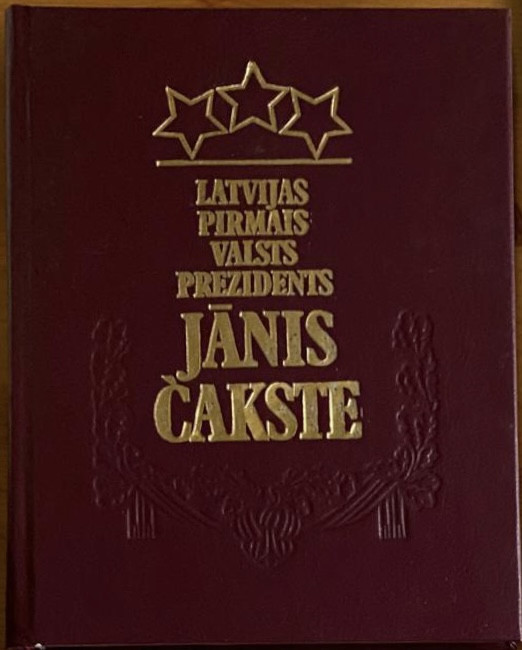 LATVIJAS
PIRMAIS
VALSTS
PREZIDENTS
JĀNIS
ČAKSTE